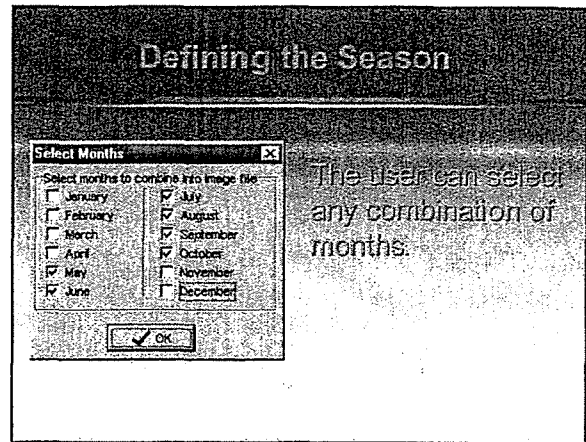 Defining the Season
Select Months
Select months to combine into image file
January
February
March
April
May
June
July
August
September
October
November
December
OK
The user can select
any combination of
months.